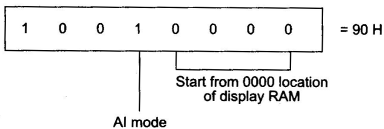 1 0 0 1 0 0 0 0 = 90 H
Start from 0000 location
of display RAM
AI mode